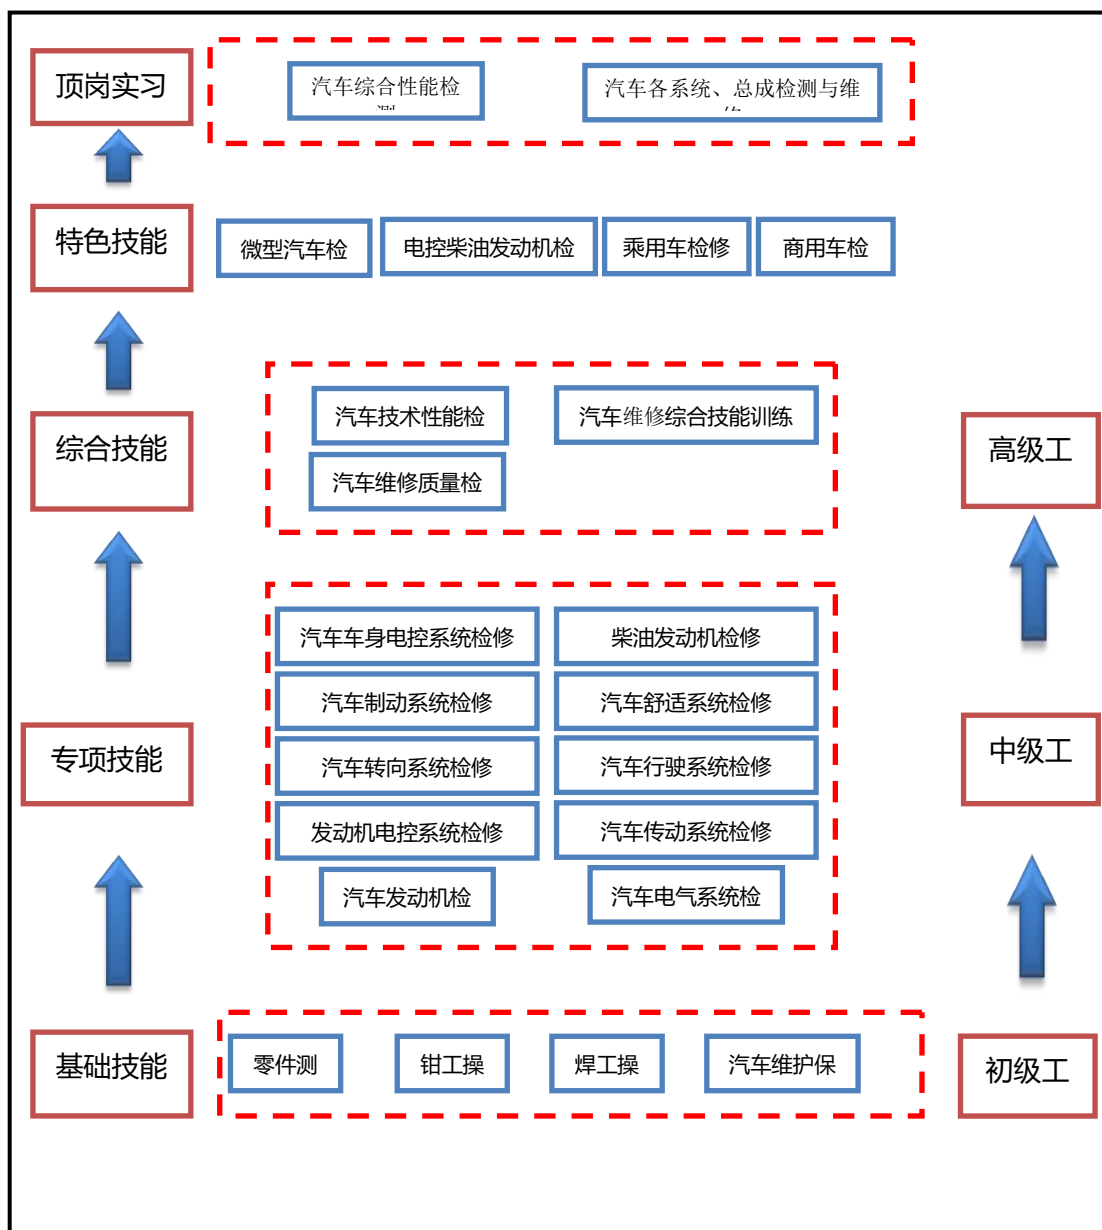 顶岗实习
汽车综合性能检
汽车各系统、总成检测与维
特色技能
微型汽车检
电控柴油发动机检
乘用车检修
商用车检
综合技能
汽车技术性能检
汽车维修综合技能训练
汽车维修质量检
高级工
汽车车身电控系统检修
柴油发动机检修
汽车制动系统检修
汽车舒适系统检修
专项技能
汽车转向系统检修
汽车行驶系统检修
中级工
发动机电控系统检修
汽车传动系统检修
汽车发动机检
汽车电气系统检
基础技能
零件测
钳工操
焊工操
汽车维护保
初级工